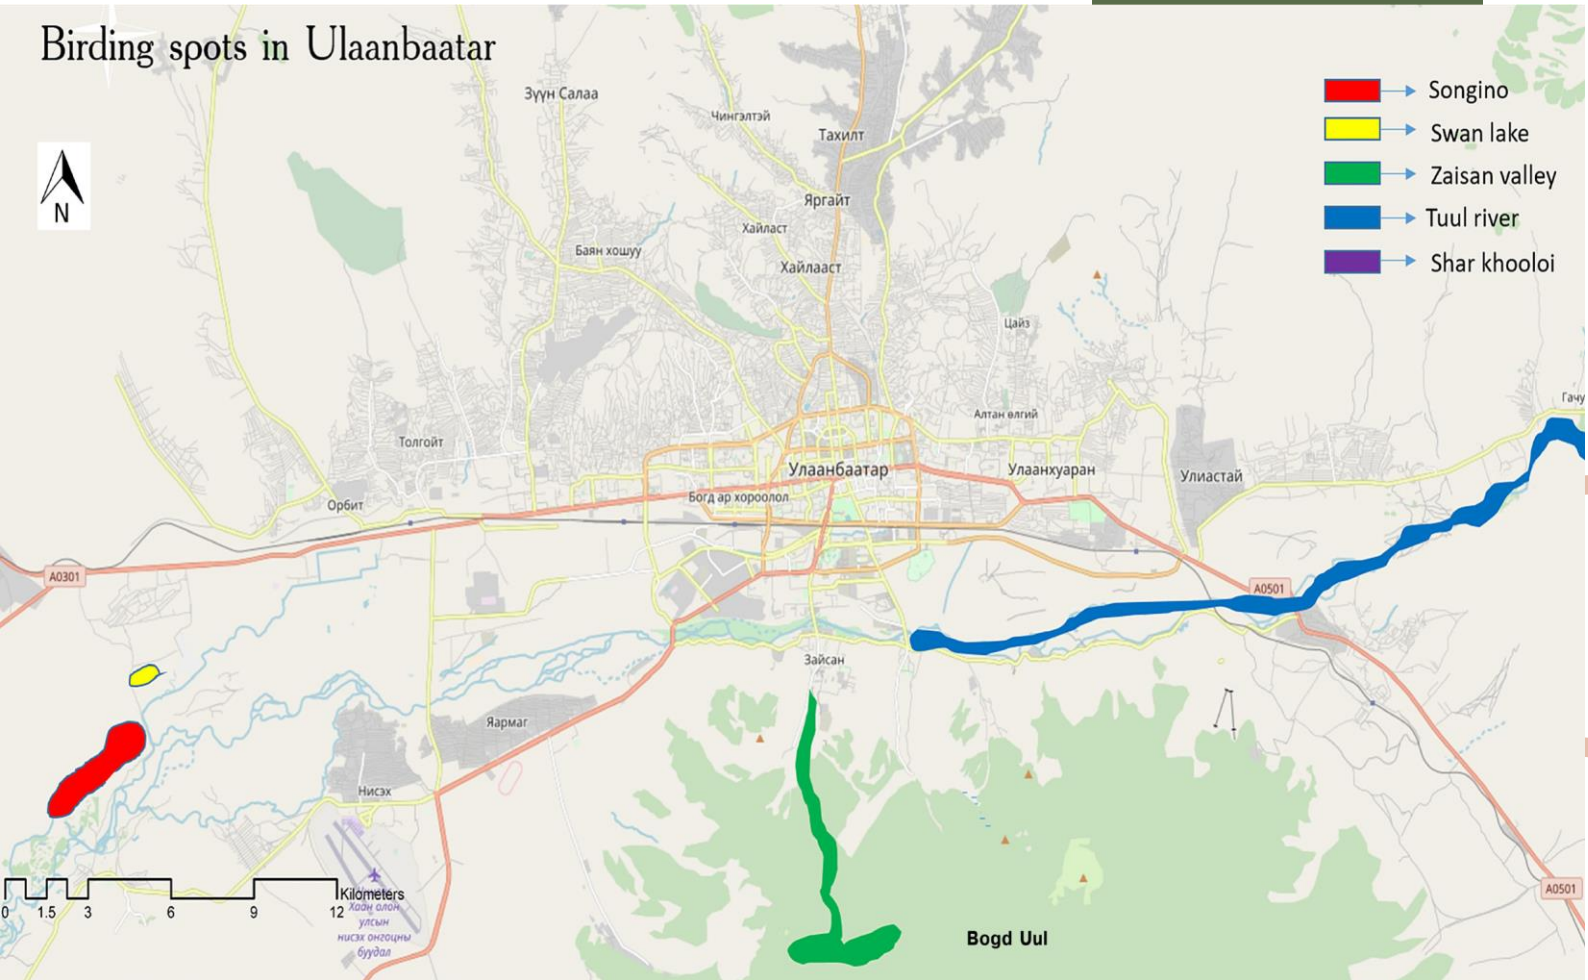 Birding spots in Ulaanbaatar
Songino
Swan lake
Zaisan valley
Tuul river
Shar khooloi
N
Зүүн Салаа
Чингэлтэй
Тахилт
Яргайт
Хайласт
Баян хошуу
Хайлааст
Цайз
Гачу
Алтан өлгий
Толгойт
Улаанбаатар
Улаанхуаран
Улиастай
Богд ар хороолол
Орбит
A0301
A0501
Зайсан
Яармаг
Нисэх
Kilometers
0 1.5 3 6 9 12
улсын
нисэх онгоцны
буудал
Bogd Uul
A0501